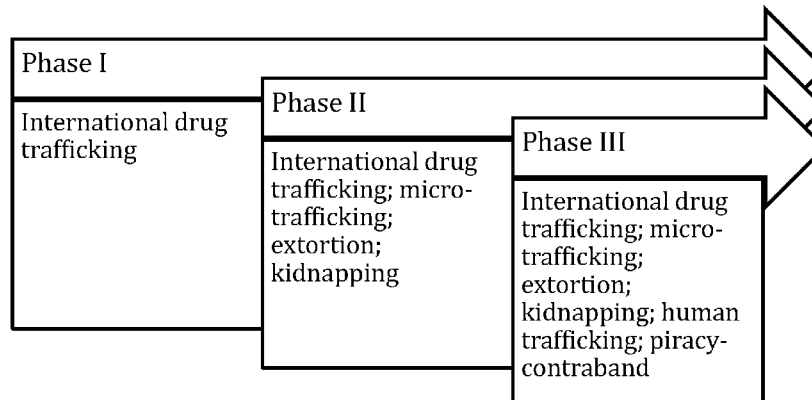 Phase I
International drug
trafficking
Phase II
International drug
trafficking; micro-
trafficking;
extortion;
kidnapping
Phase III
International drug
trafficking; micro-
trafficking;
extortion;
kidnapping; human
trafficking; piracy-
contraband